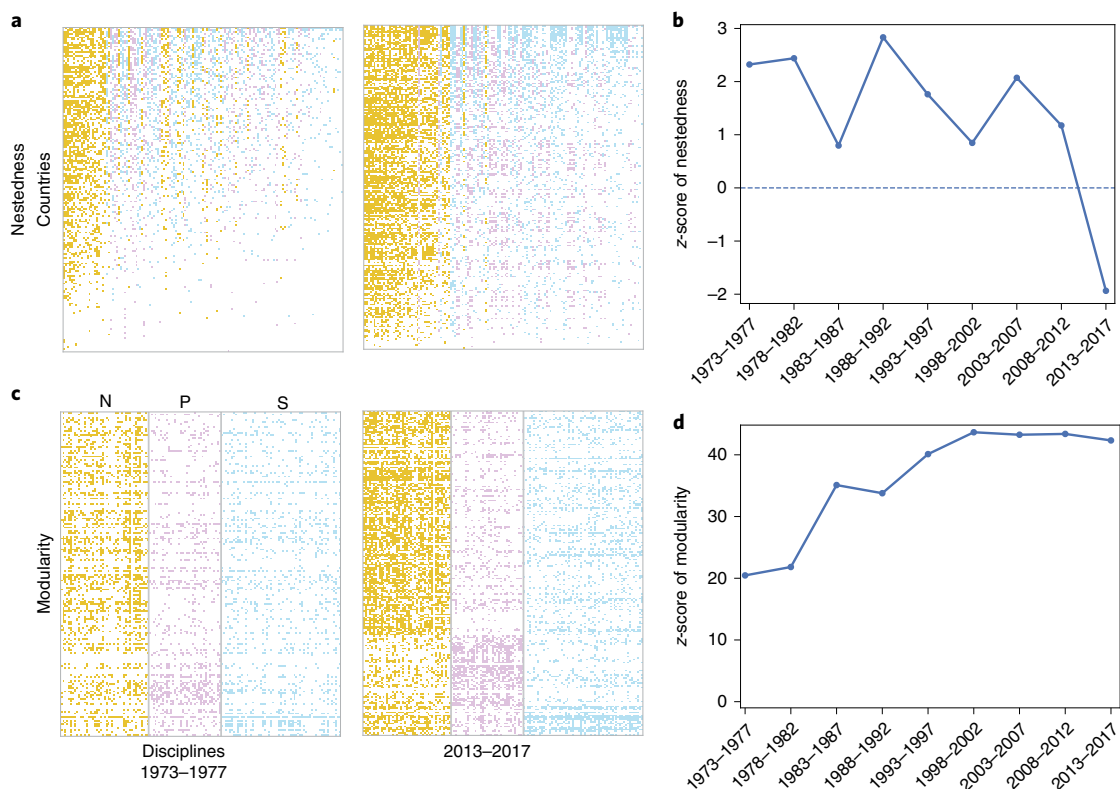 a
Nestedness
Countries
b
z-score of nestedness
3
2
1
0
−1
−2
1973–1977
1978–1982
1983–1987
1988–1992
1993–1997
1998–2002
2003–2007
2008–2012
2013–2017
c
N P S
Modularity
Disciplines
1973–1977
2013–2017
d
z-score of modularity
40
30
20
10
0
1973–1977
1978–1982
1983–1987
1988–1992
1993–1997
1998–2002
2003–2007
2008–2012
2013–2017